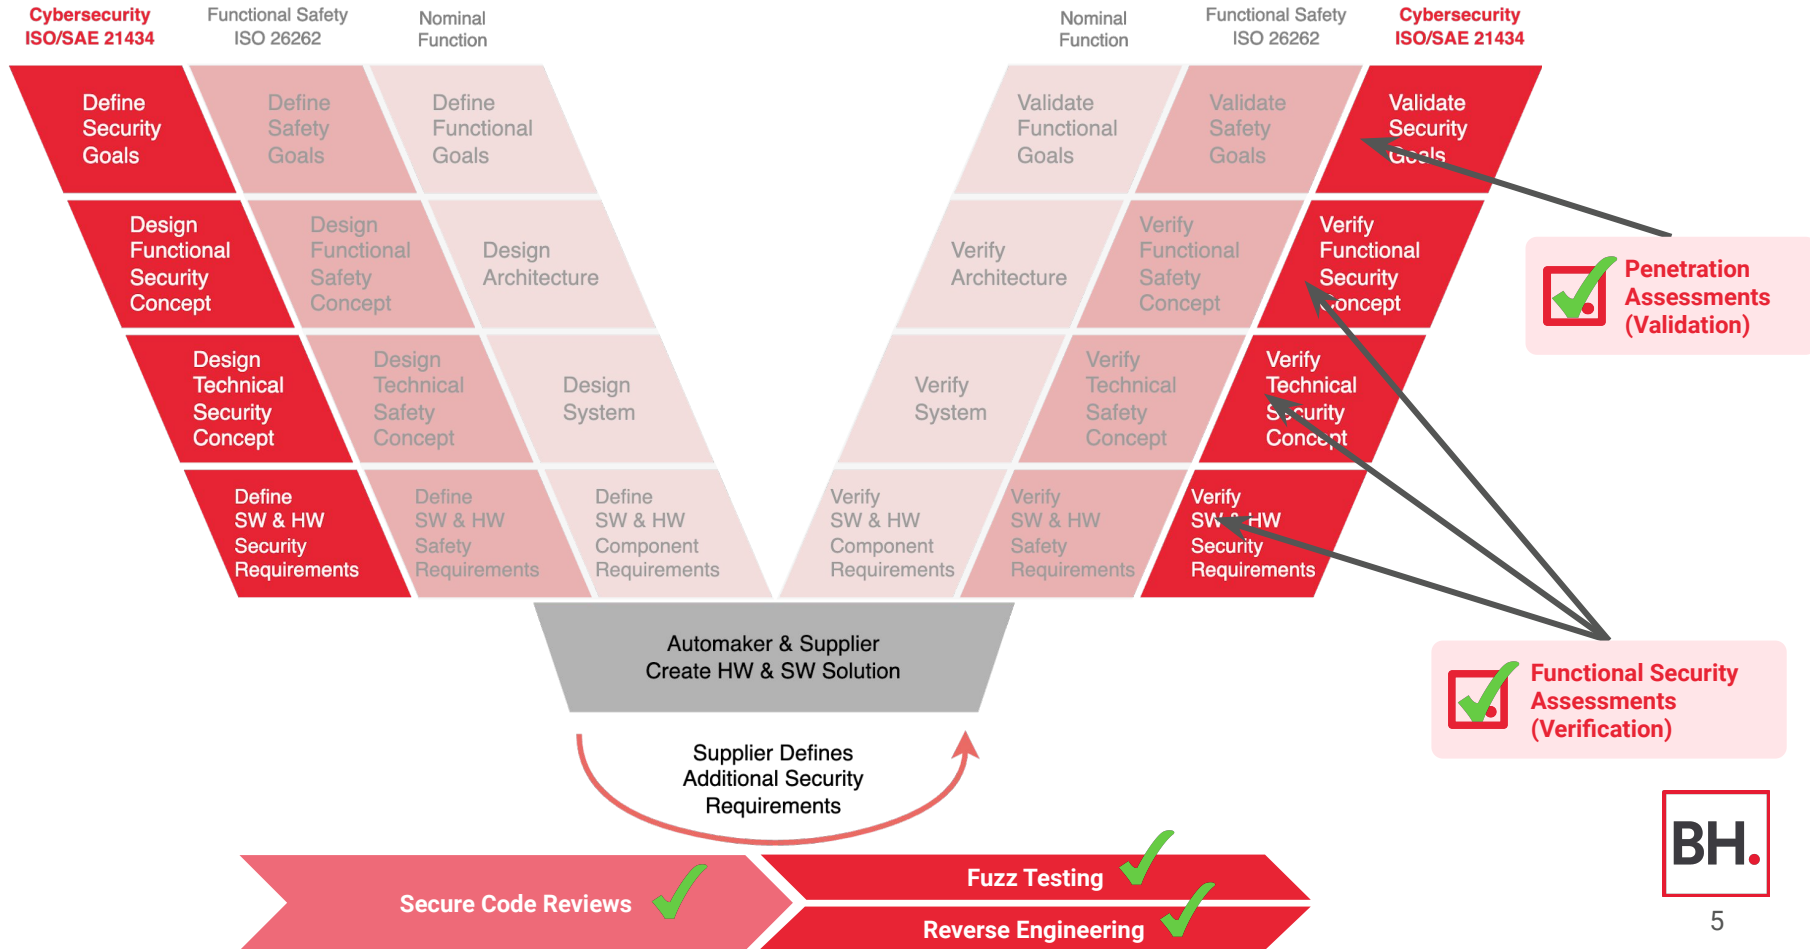 Cybersecurity
ISO/SAE 21434
Functional Safety
ISO 26262
Nominal
Function
Nominal
Function
Functional Safety
ISO 26262
Cybersecurity
ISO/SAE 21434
Define
Security
Goals
Define
Safety
Goals
Define
Functional
Goals
Validate
Functional
Goals
Validate
Safety
Goals
Validate
Security
Goals
Design
Functional
Security
Concept
Design
Functional
Safety
Concept
Design
Architecture
Verify
Architecture
Verify
Functional
Safety
Concept
Verify
Functional
Security
Concept
Penetration
Assessments
(Validation)
Design
Technical
Security
Concept
Design
Technical
Safety
Concept
Design
System
Verify
System
Verify
Technical
Safety
Concept
Verify
Technical
Security
Concept
Define
SW & HW
Security
Requirements
Define
SW & HW
Safety
Requirements
Define
SW & HW
Component
Requirements
Verify
SW & HW
Component
Requirements
Verify
SW & HW
Safety
Requirements
Verify
SW & HW
Security
Requirements
Automaker & Supplier
Create HW & SW Solution
Functional Security
Assessments
(Verification)
Supplier Defines
Additional Security
Requirements
Secure Code Reviews
Fuzz Testing
Reverse Engineering
BH.
5